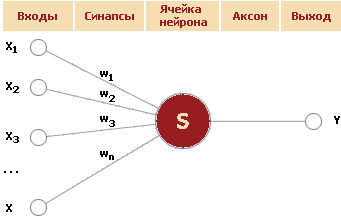 Входы Синапсы Ячейка нейрона Аксон Выход
X1
w1
X2
w2
X3
w3
S
Y
wn
...
X